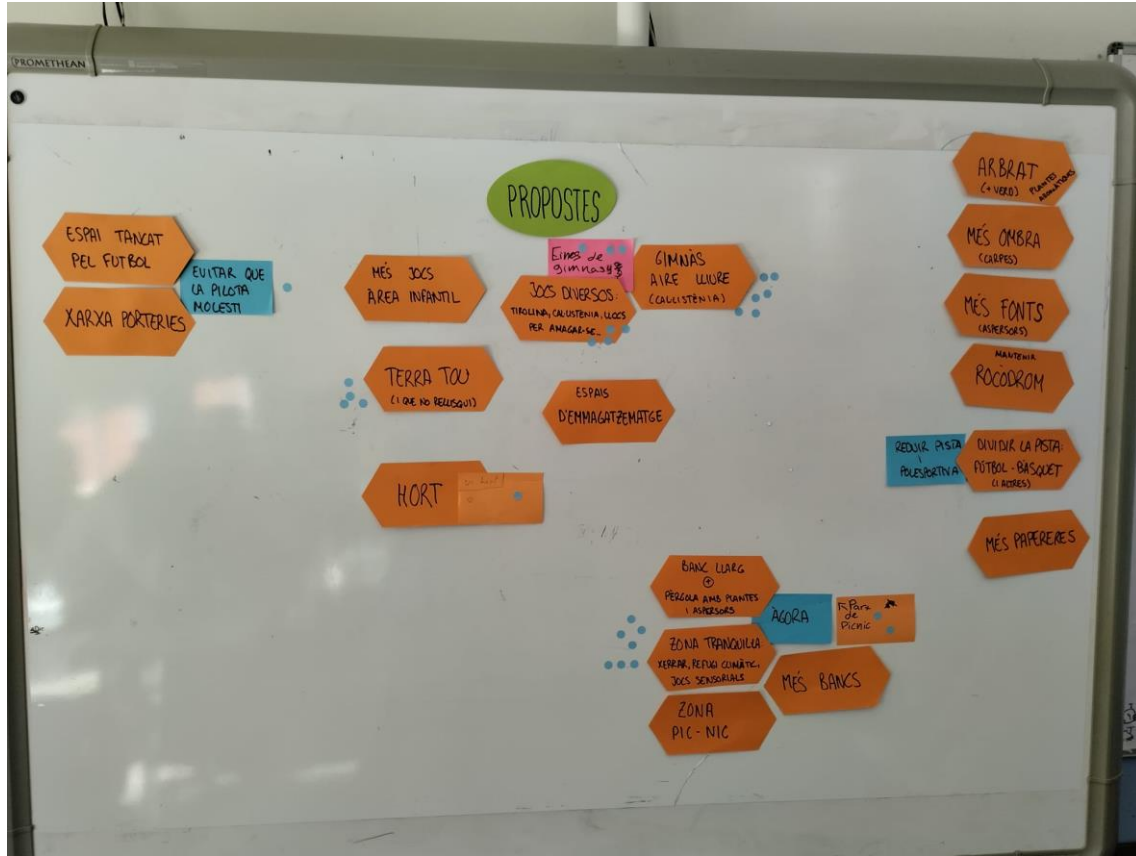 PROMETHEAN
PROPOSTES
ESPAI TANCAT
PEL FUTBOL
XARXA PORTERIES
EVITAR QUE
LA PILOTA
MOLESTI
MÉS JOCS
ÀREA INFANTIL
Eines de
JOCS DIVERSOS:
TIROLINA, CAL·LISTÈNIA, LLOCS
PER AMAGAR-SE...
GIMNÀS
AIRE LLIURE
(CAL·LISTÈNIA)
TERRA TOU
(I QUE NO RELLISQUI)
ESPAIS
D'EMMAGATZEMATGE
HORT
BANC LLARG
+
PÈRGOLA AMB PLANTES
I ASPERSORS
ÀGORA
de
Picnic
ZONA TRANQUIL·LA
XERRAR, REFUGI CLIMÀTIC,
JOCS SENSORIALS
MÉS BANCS
ZONA
PIC-NIC
ARBRAT
(+ VERD) PLANTES
AROMÀTIQUES
MÉS OMBRA
(CARPES)
MÉS FONTS
(ASPERSORS)
MANTENIR
ROCÒDROM
REDUIR PISTA
I
POLESPORTIVA
DIVIDIR LA PISTA:
FÚTBOL-BÀSQUET
(I ALTRES)
MÉS PAPERERES